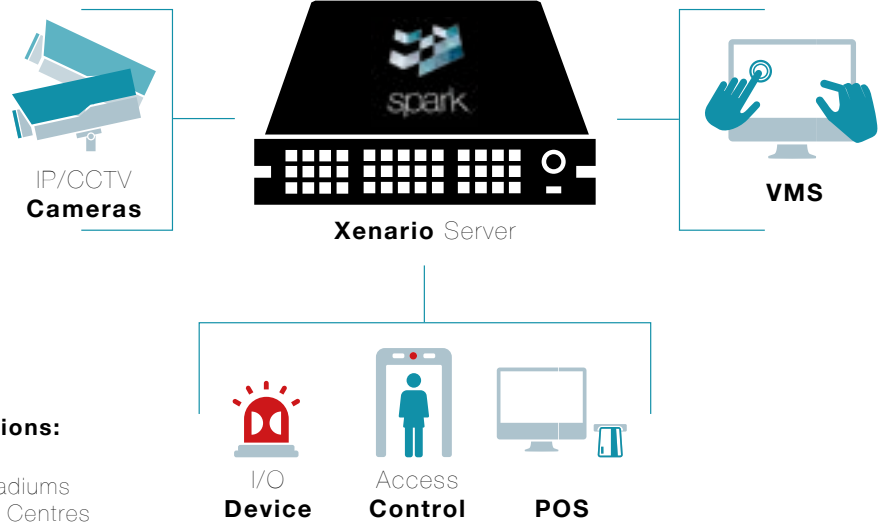 spark
IP/CCTV
Cameras
Xenario Server
VMS
I/O
Device
Access
Control
POS
ions:
adiums
Centres